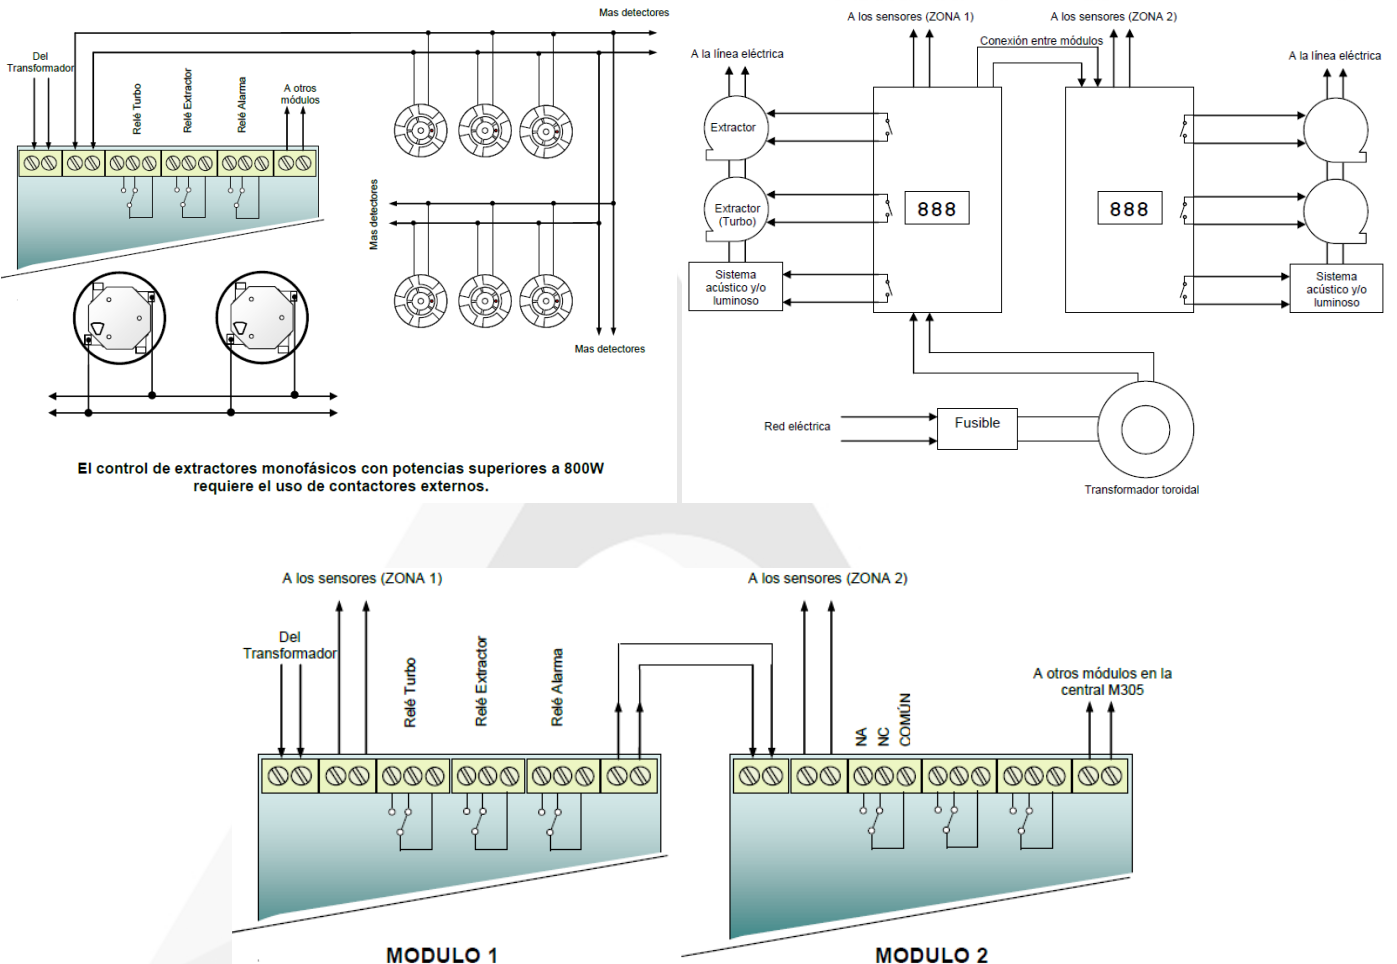 Mas detectores
Del
Transformador
Relé Turbo
Relé Extractor
Relé Alarma
A otros
módulos
Mas detectores
Mas detectores
Mas detectores
El control de extractores monofásicos con potencias superiores a 800W
requiere el uso de contactores externos.
A los sensores (ZONA 1)
A los sensores (ZONA 2)
Conexión entre módulos
A la línea eléctrica
A la línea eléctrica
Extractor
Extractor
(Turbo)
888
888
Sistema
acústico y/o
luminoso
Sistema
acústico y/o
luminoso
Red eléctrica
Fusible
Transformador toroidal
A los sensores (ZONA 1)
A los sensores (ZONA 2)
Del
Transformador
Relé Turbo
Relé Extractor
Relé Alarma
NA
NC
COMÚN
A otros módulos en la
central M305
MODULO 1
MODULO 2